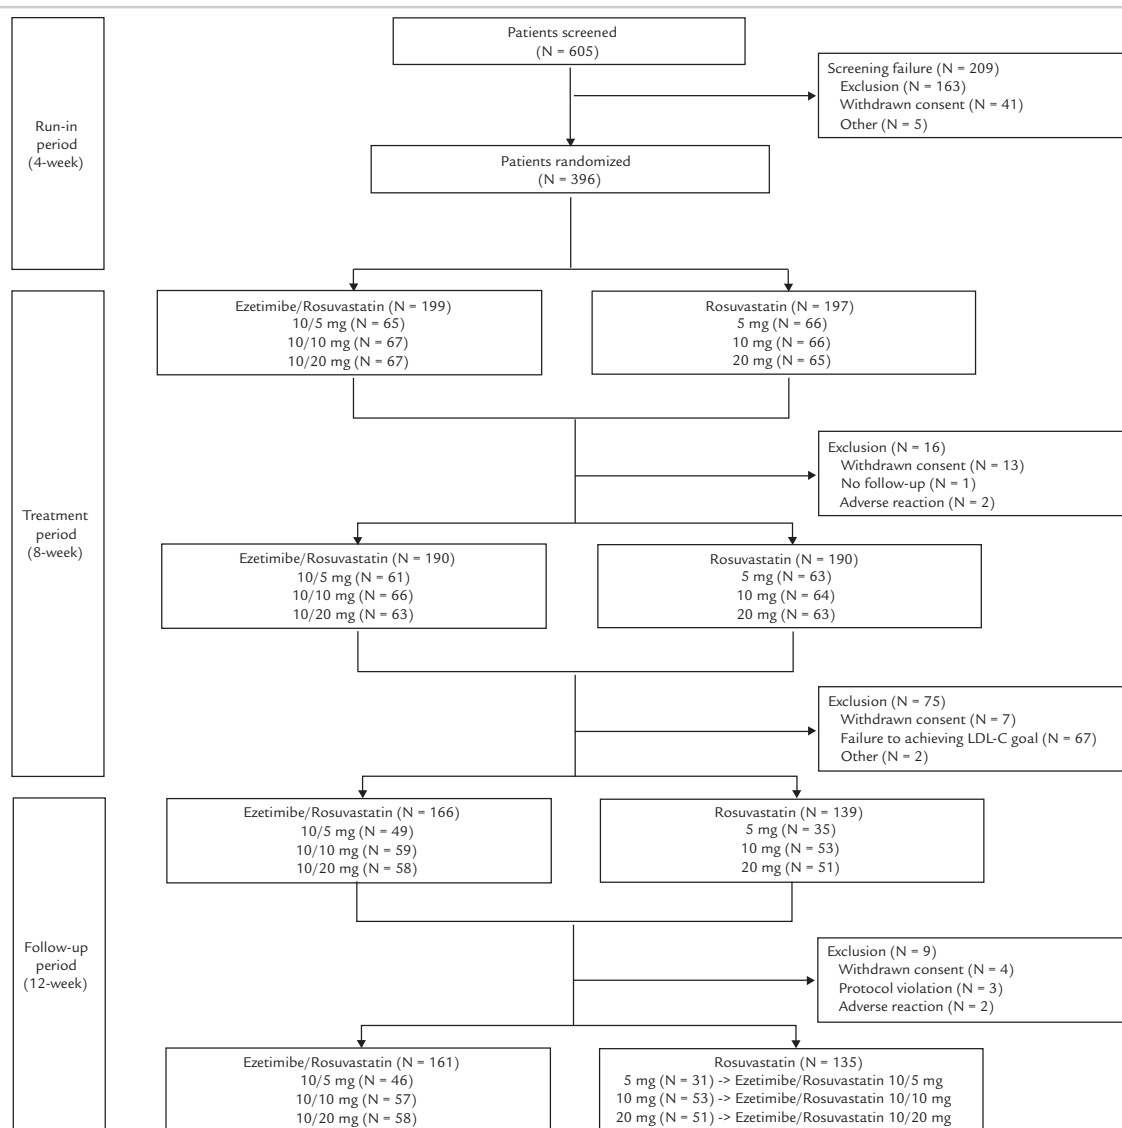 Patients screened
(N = 605)
Screening failure (N = 209)
Exclusion (N = 163)
Withdrawn consent (N = 41)
Other (N = 5)
Run-in
period
(4-week)
Patients randomized
(N = 396)
Ezetimibe/Rosuvastatin (N = 199)
10/5 mg (N = 65)
10/10 mg (N = 67)
10/20 mg (N = 67)
Rosuvastatin (N = 197)
5 mg (N = 66)
10 mg (N = 66)
20 mg (N = 65)
Exclusion (N = 16)
Withdrawn consent (N = 13)
No follow-up (N = 1)
Adverse reaction (N = 2)
Treatment
period
(8-week)
Ezetimibe/Rosuvastatin (N = 190)
10/5 mg (N = 61)
10/10 mg (N = 66)
10/20 mg (N = 63)
Rosuvastatin (N = 190)
5 mg (N = 63)
10 mg (N = 64)
20 mg (N = 63)
Exclusion (N = 75)
Withdrawn consent (N = 7)
Failure to achieving LDL-C goal (N = 67)
Other (N = 2)
Ezetimibe/Rosuvastatin (N = 166)
10/5 mg (N = 49)
10/10 mg (N = 59)
10/20 mg (N = 58)
Rosuvastatin (N = 139)
5 mg (N = 35)
10 mg (N = 53)
20 mg (N = 51)
Follow-up
period
(12-week)
Exclusion (N = 9)
Withdrawn consent (N = 4)
Protocol violation (N = 3)
Adverse reaction (N = 2)
Ezetimibe/Rosuvastatin (N = 161)
10/5 mg (N = 46)
10/10 mg (N = 57)
10/20 mg (N = 58)
Rosuvastatin (N = 135)
5 mg (N = 31) -> Ezetimibe/Rosuvastatin 10/5 mg
10 mg (N = 53) -> Ezetimibe/Rosuvastatin 10/10 mg
20 mg (N = 51) -> Ezetimibe/Rosuvastatin 10/20 mg